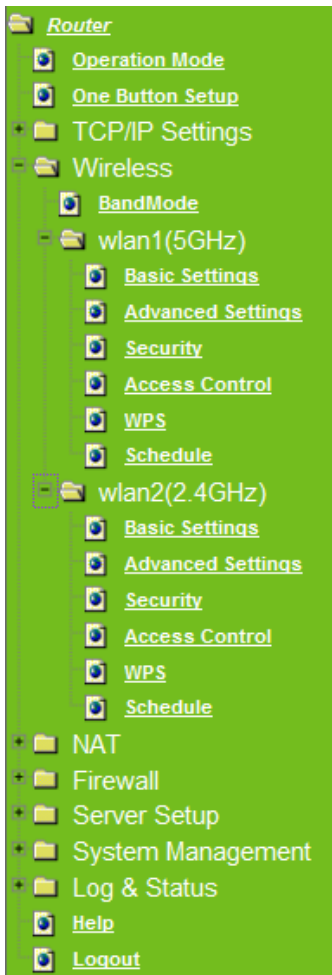 Router
Operation Mode
One Button Setup
TCP/IP Settings
Wireless
BandMode
wlan1(5GHz)
Basic Settings
Advanced Settings
Security
Access Control
WPS
Schedule
wlan2(2.4GHz)
Basic Settings
Advanced Settings
Security
Access Control
WPS
Schedule
NAT
Firewall
Server Setup
System Management
Log & Status
Help
Logout